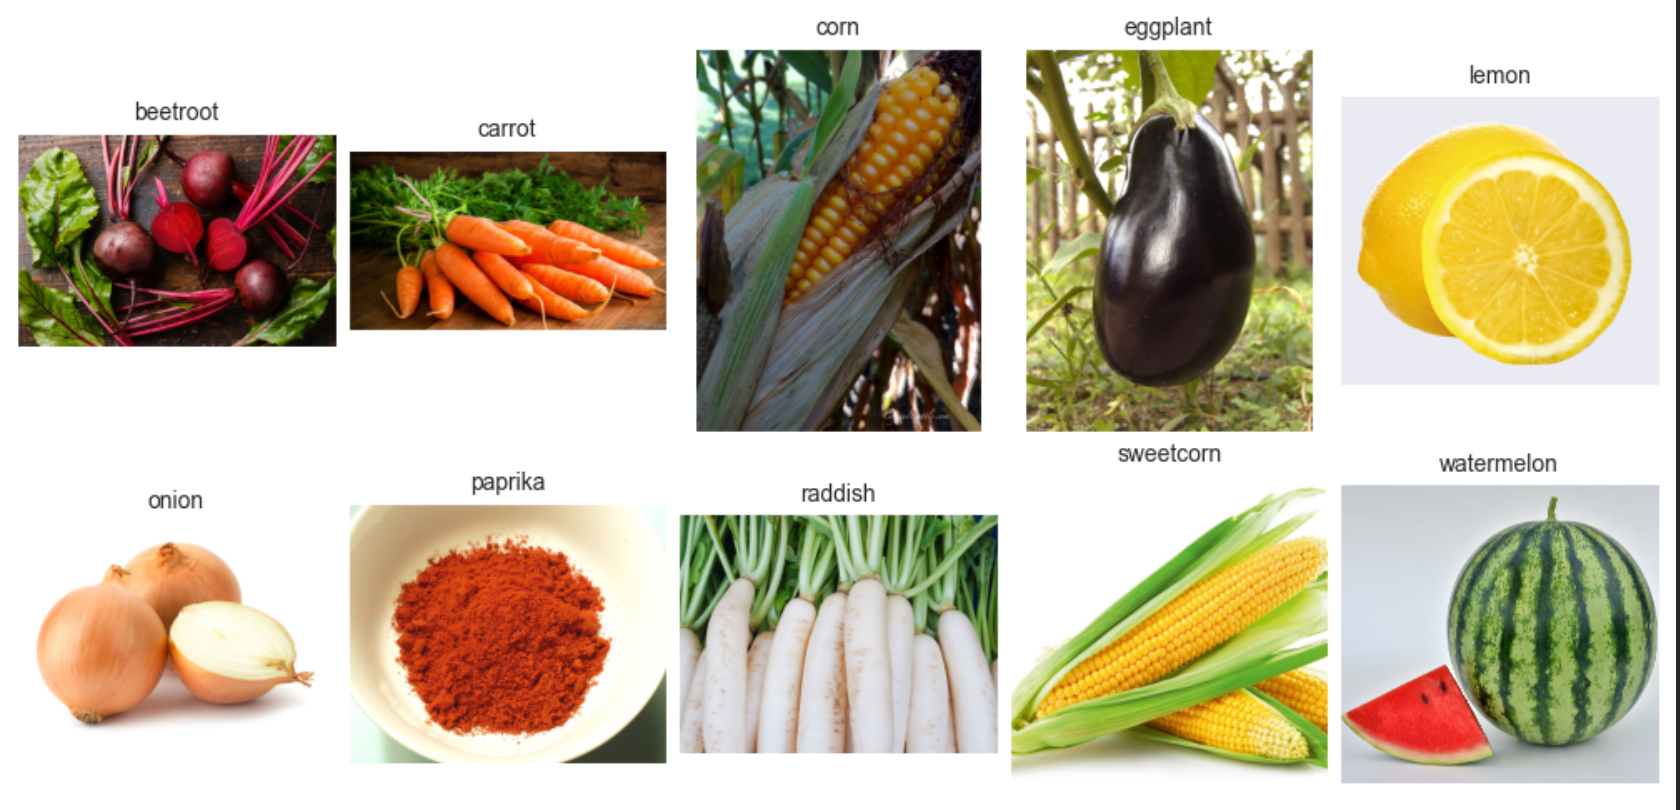 beetroot
carrot
corn
eggplant
lemon
onion
paprika
raddish
sweetcorn
watermelon